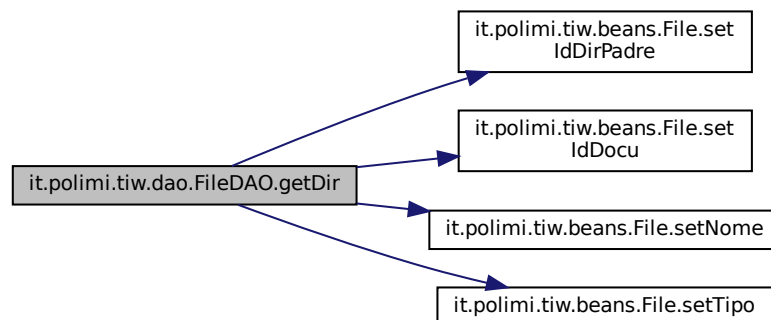 it.polimi.tiw.beans.File.set
IdDirPadre
it.polimi.tiw.beans.File.set
IdDocu
it.polimi.tiw.dao.FileDAO.getDir
it.polimi.tiw.beans.File.setNome
it.polimi.tiw.beans.File.setTipo